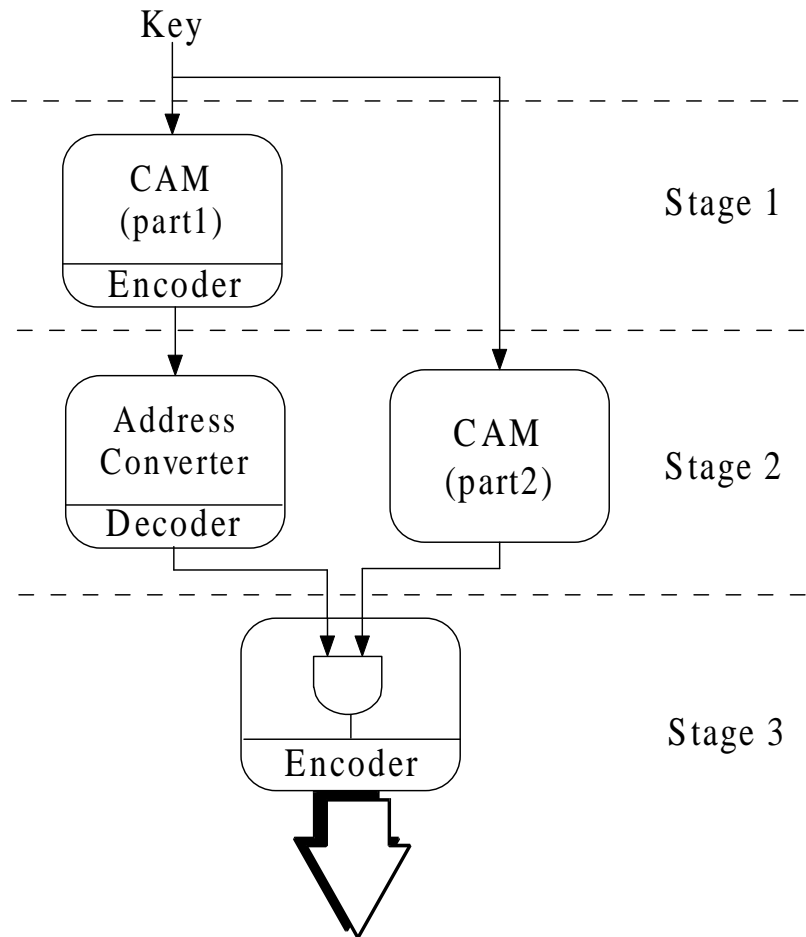 Key
CAM
(part1)
Encoder
Stage 1
Address
Converter
Decoder
CAM
(part2)
Stage 2
Encoder
Stage 3